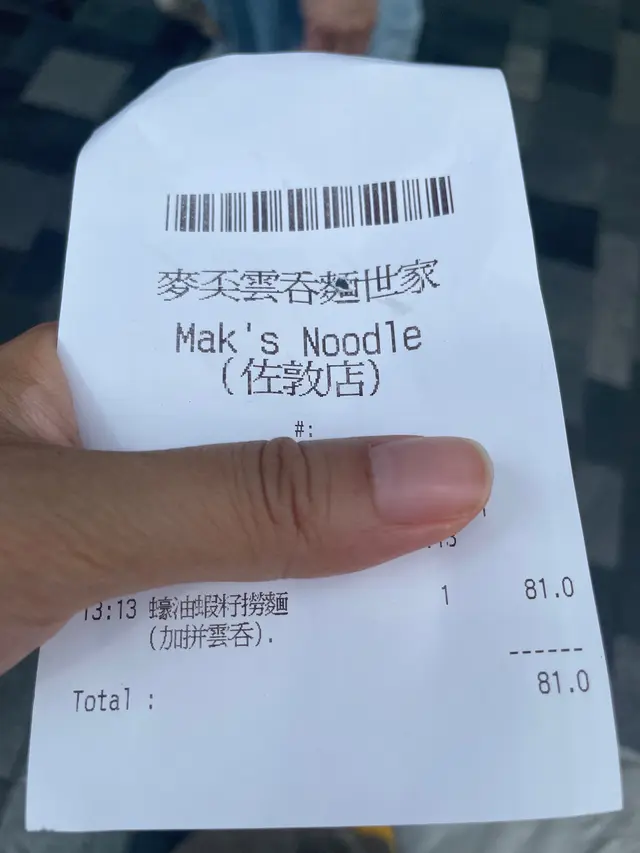 麥奀雲吞麵世家
Mak's Noodle
(佐敦店)
#:
13:13 蠔油蝦籽撈麵 1 81.0
(加拼雲吞).
------
Total : 81.0